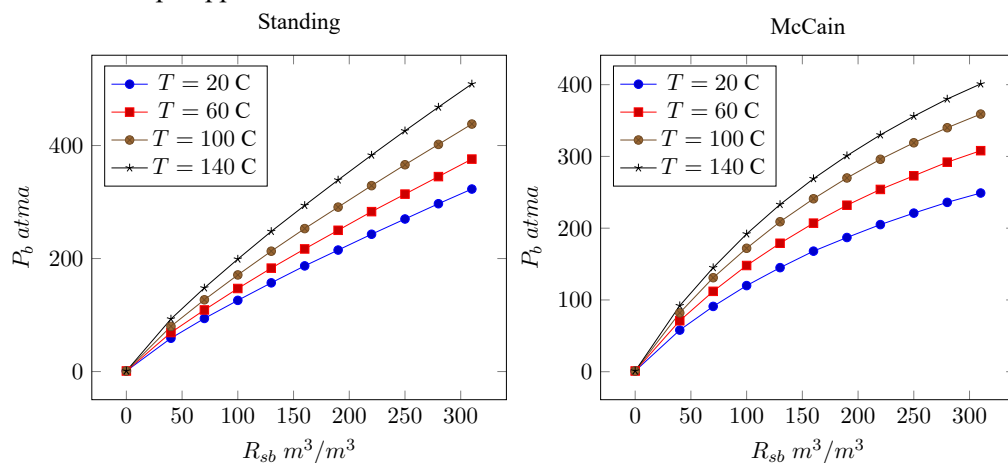 Standing
T = 20 C
T = 60 C
T = 100 C
T = 140 C
400
200
0
P_b atma
0 50 100 150 200 250 300
R_sb m³/m³
McCain
T = 20 C
T = 60 C
T = 100 C
T = 140 C
400
300
200
100
0
P_b atma
0 50 100 150 200 250 300
R_sb m³/m³